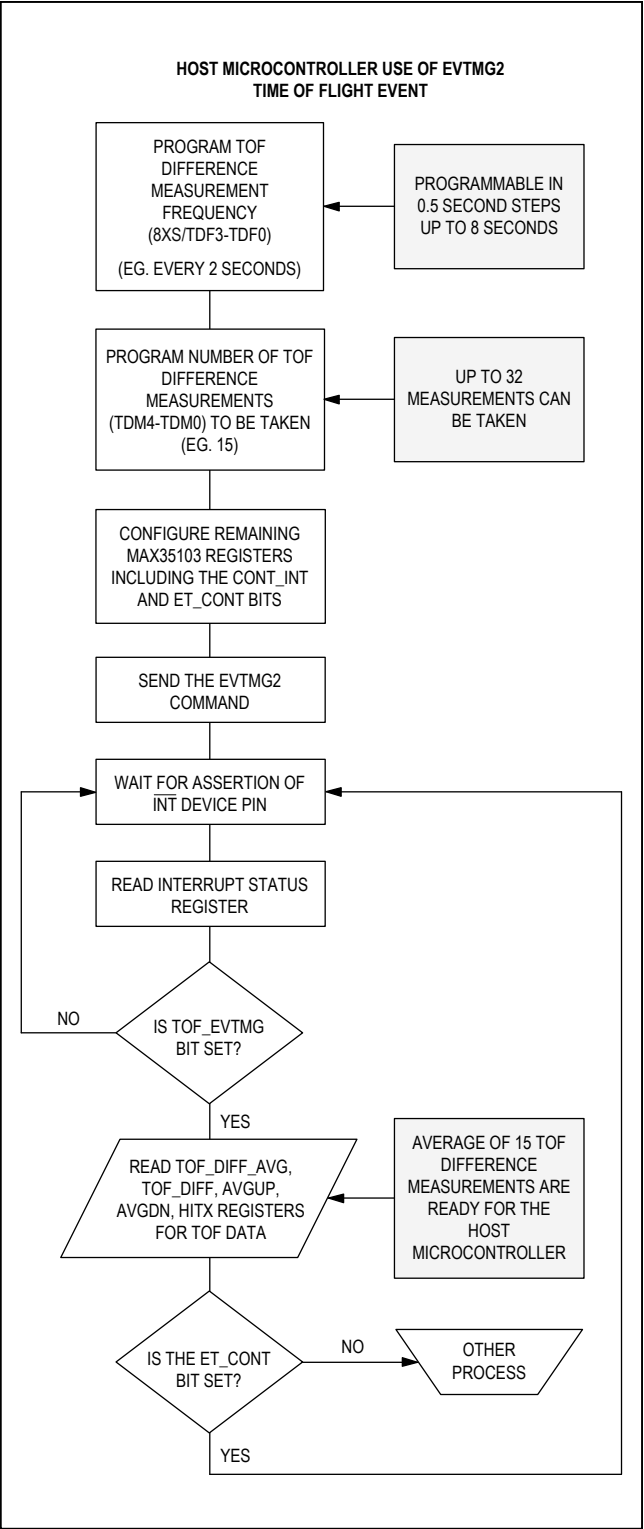 HOST MICROCONTROLLER USE OF EVTMG2
TIME OF FLIGHT EVENT
PROGRAM TOF
DIFFERENCE
MEASUREMENT
FREQUENCY
(8XS/TDF3-TDF0)
(EG. EVERY 2 SECONDS)
PROGRAMMABLE IN
0.5 SECOND STEPS
UP TO 8 SECONDS
PROGRAM NUMBER OF TOF
DIFFERENCE
MEASUREMENTS
(TDM4-TDM0) TO BE TAKEN
(EG. 15)
UP TO 32
MEASUREMENTS CAN
BE TAKEN
CONFIGURE REMAINING
MAX35103 REGISTERS
INCLUDING THE CONT_INT
AND ET_CONT BITS
SEND THE EVTMG2
COMMAND
WAIT FOR ASSERTION OF
INT DEVICE PIN
READ INTERRUPT STATUS
REGISTER
IS TOF_EVTMG
BIT SET?
NO
YES
READ TOF_DIFF_AVG,
TOF_DIFF, AVGUP,
AVGDN, HITX REGISTERS
FOR TOF DATA
AVERAGE OF 15 TOF
DIFFERENCE
MEASUREMENTS ARE
READY FOR THE
HOST
MICROCONTROLLER
IS THE ET_CONT
BIT SET?
NO
OTHER
PROCESS
YES